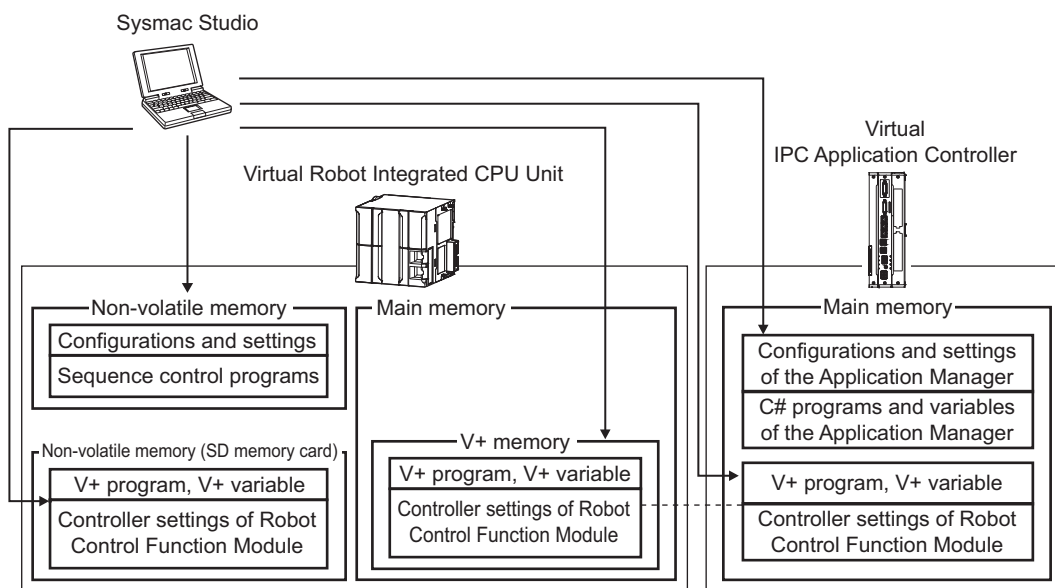 Sysmac Studio
Virtual
IPC Application Controller
Virtual Robot Integrated CPU Unit
Non-volatile memory
Configurations and settings
Sequence control programs
Non-volatile memory (SD memory card)
V+ program, V+ variable
Controller settings of Robot
Control Function Module
Main memory
V+ memory
V+ program, V+ variable
Controller settings of Robot
Control Function Module
Main memory
Configurations and settings
of the Application Manager
C# programs and variables
of the Application Manager
V+ program, V+ variable
Controller settings of Robot
Control Function Module